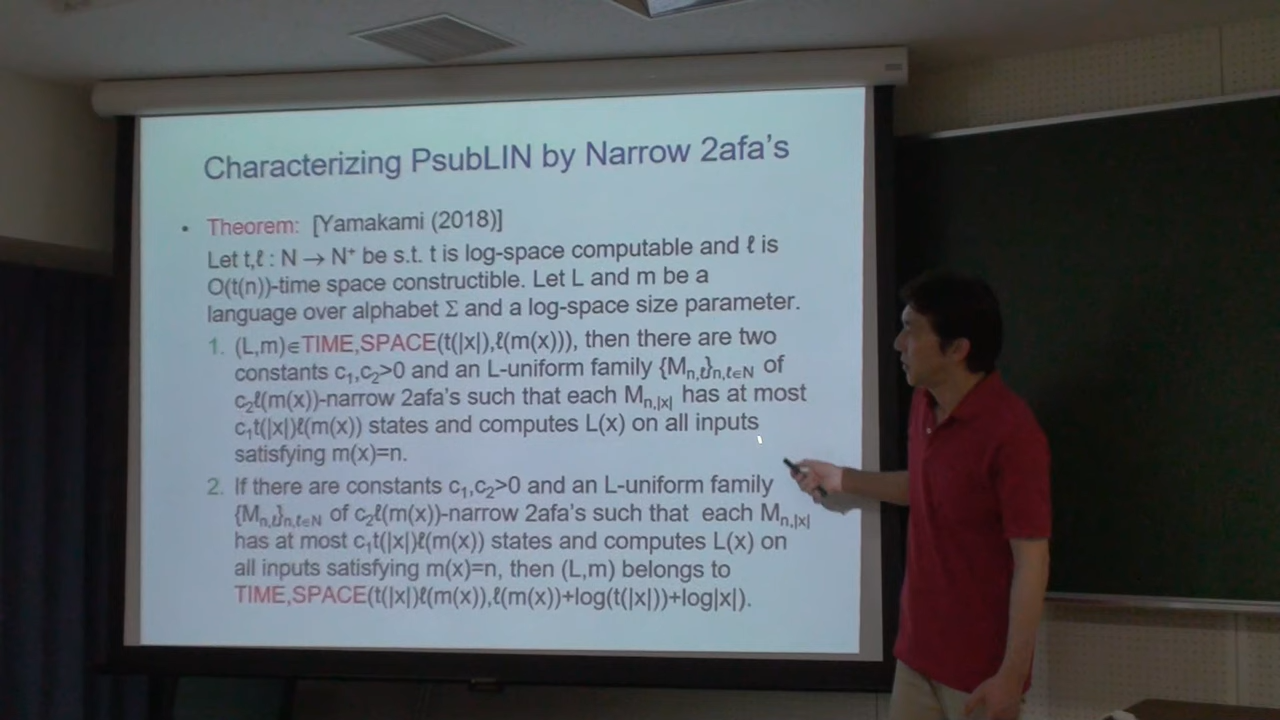 Characterizing PsubLIN by Narrow 2afa's
• Theorem: [Yamakami (2018)]
Let t,ℓ : N → N⁺ be s.t. t is log-space computable and ℓ is
O(t(n))-time space constructible. Let L and m be a
language over alphabet Σ and a log-space size parameter.
1. (L,m)∈TIME,SPACE(t(|x|),ℓ(m(x))), then there are two
constants c₁,c₂>0 and an L-uniform family {Mₙ,ℓ}ₙ,ℓ∈N of
c₂ℓ(m(x))-narrow 2afa's such that each Mₙ,|x| has at most
c₁t(|x|)ℓ(m(x)) states and computes L(x) on all inputs
satisfying m(x)=n.
2. If there are constants c₁,c₂>0 and an L-uniform family
{Mₙ,ℓ}ₙ,ℓ∈N of c₂ℓ(m(x))-narrow 2afa's such that each Mₙ,|x|
has at most c₁t(|x|)ℓ(m(x)) states and computes L(x) on
all inputs satisfying m(x)=n, then (L,m) belongs to
TIME,SPACE(t(|x|)ℓ(m(x)),ℓ(m(x))+log(t(|x|))+log|x|).